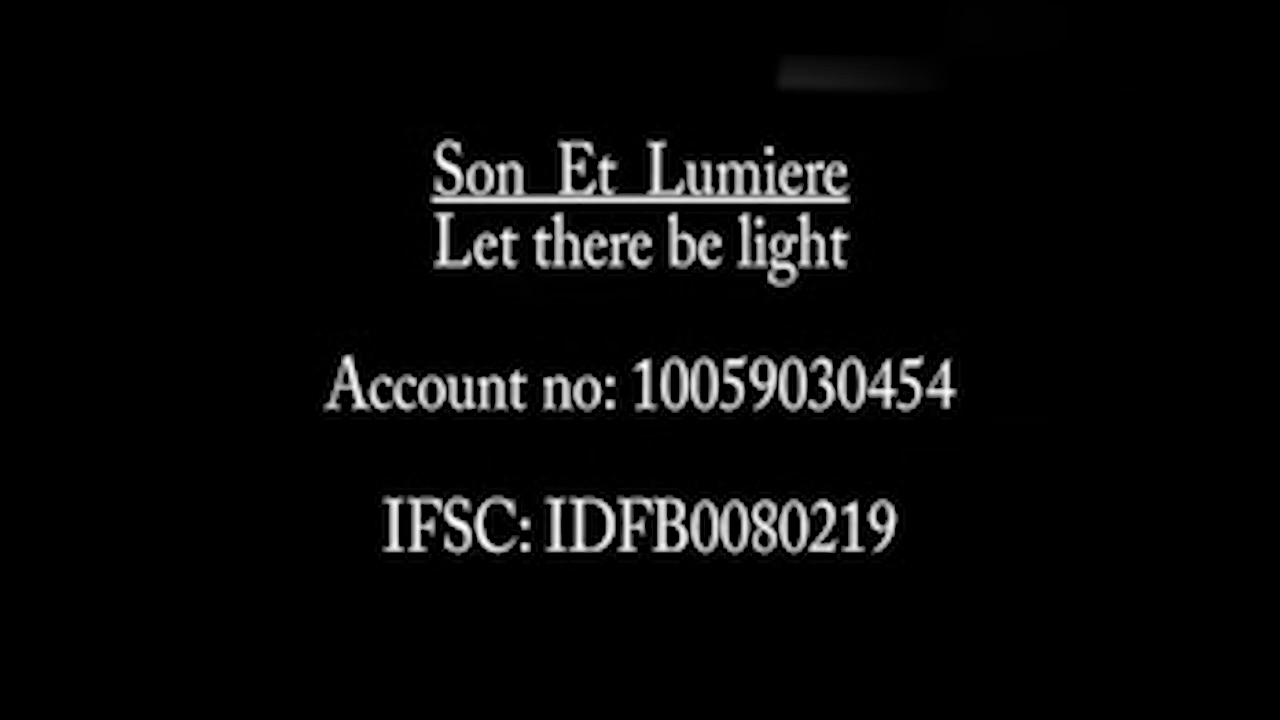 Son Et Lumiere
Let there be light
Account no: 10059030454
IFSC: IDFB0080219